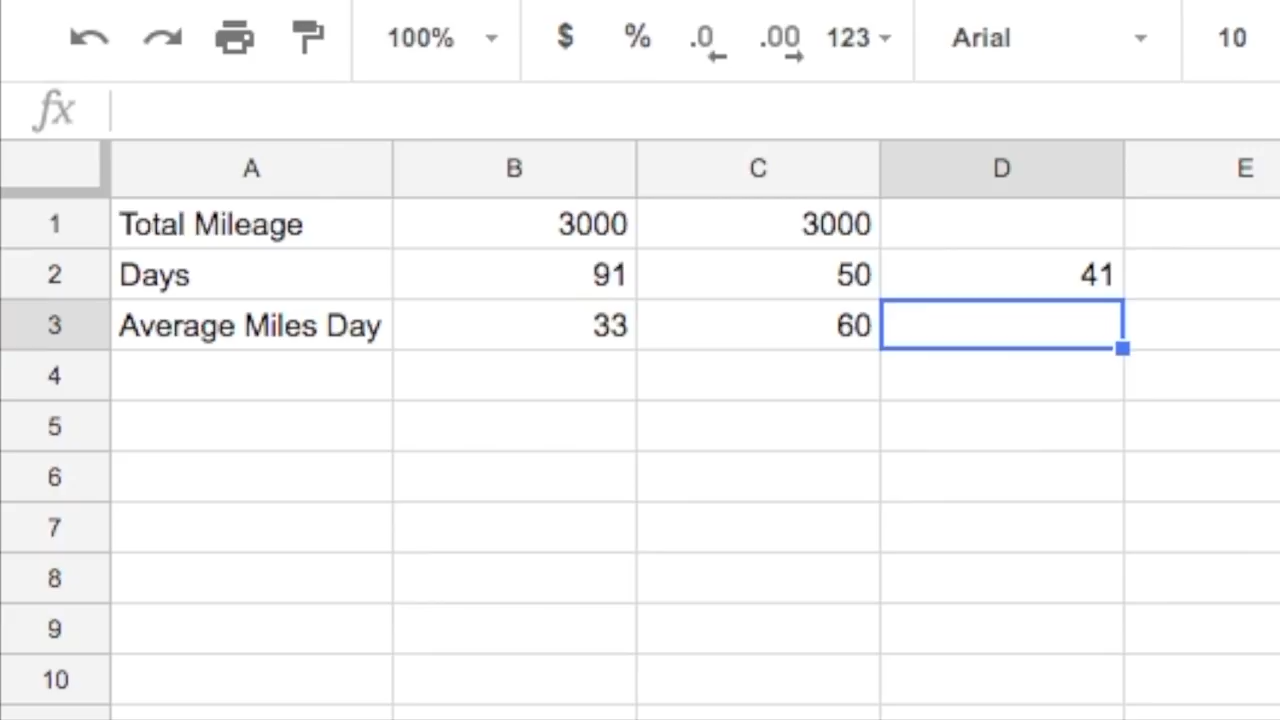 100% $ % .0 .00 123 Arial 10
fx
A B C D E
1 Total Mileage 3000 3000
2 Days 91 50 41
3 Average Miles Day 33 60
4
5
6
7
8
9
10